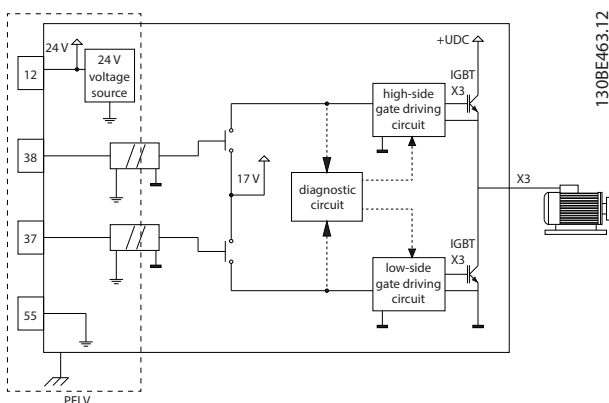 130BE463.12
+UDC
24 V
12
24 V
voltage
source
IGBT
X3
high-side
gate driving
circuit
38
17 V
diagnostic
circuit
X3
37
IGBT
X3
low-side
gate driving
circuit
55
PELV